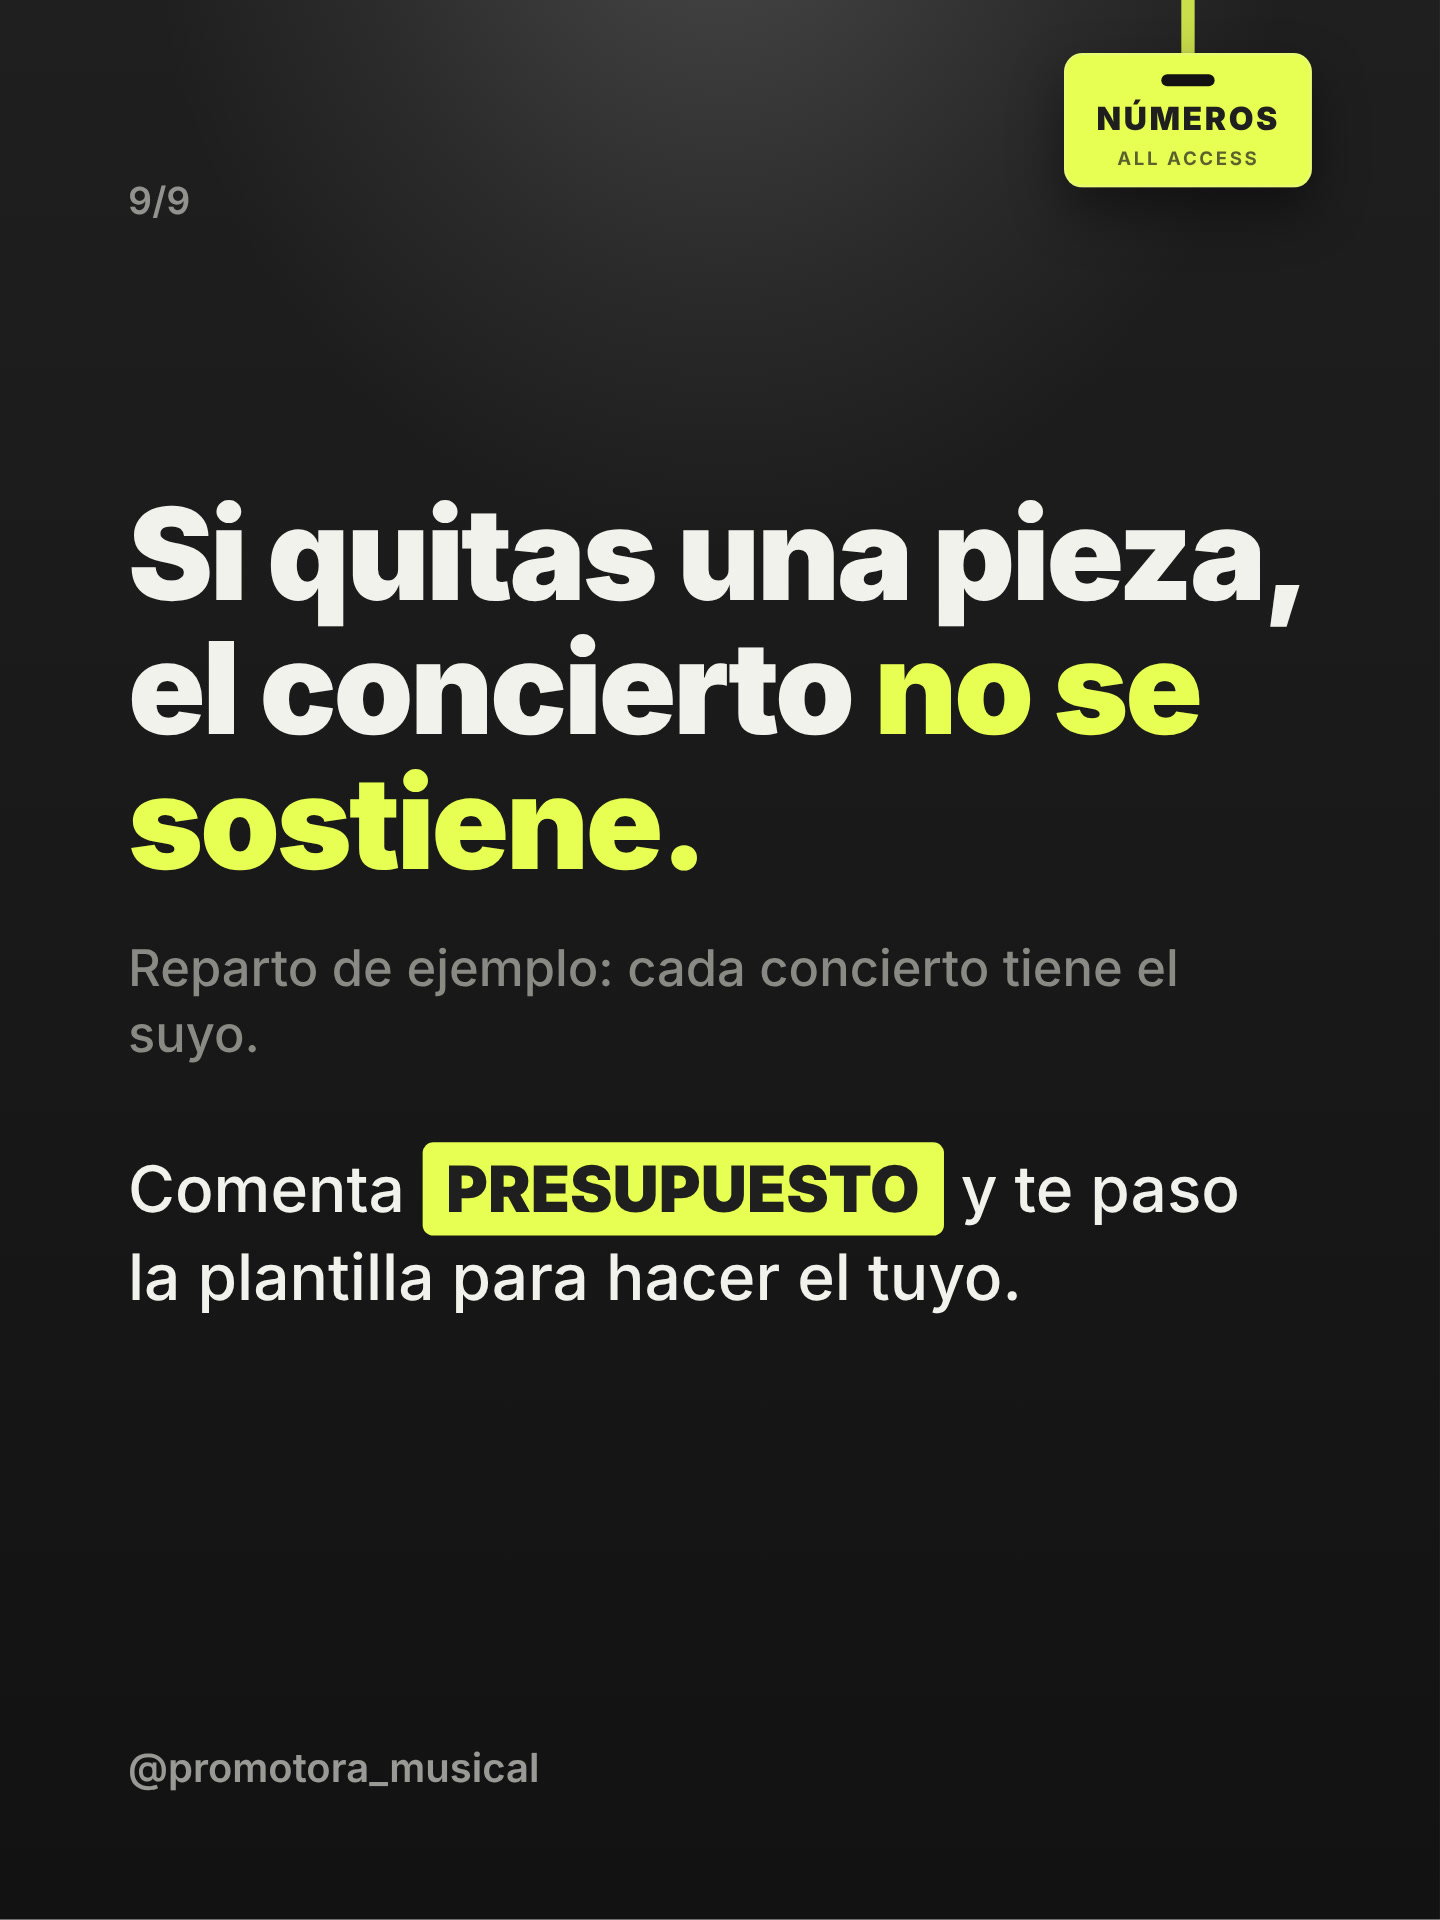 NÚMEROS
ALL ACCESS
9/9
Si quitas una pieza,
el concierto no se
sostiene.
Reparto de ejemplo: cada concierto tiene el
suyo.
Comenta PRESUPUESTO y te paso
la plantilla para hacer el tuyo.
@promotora_musical